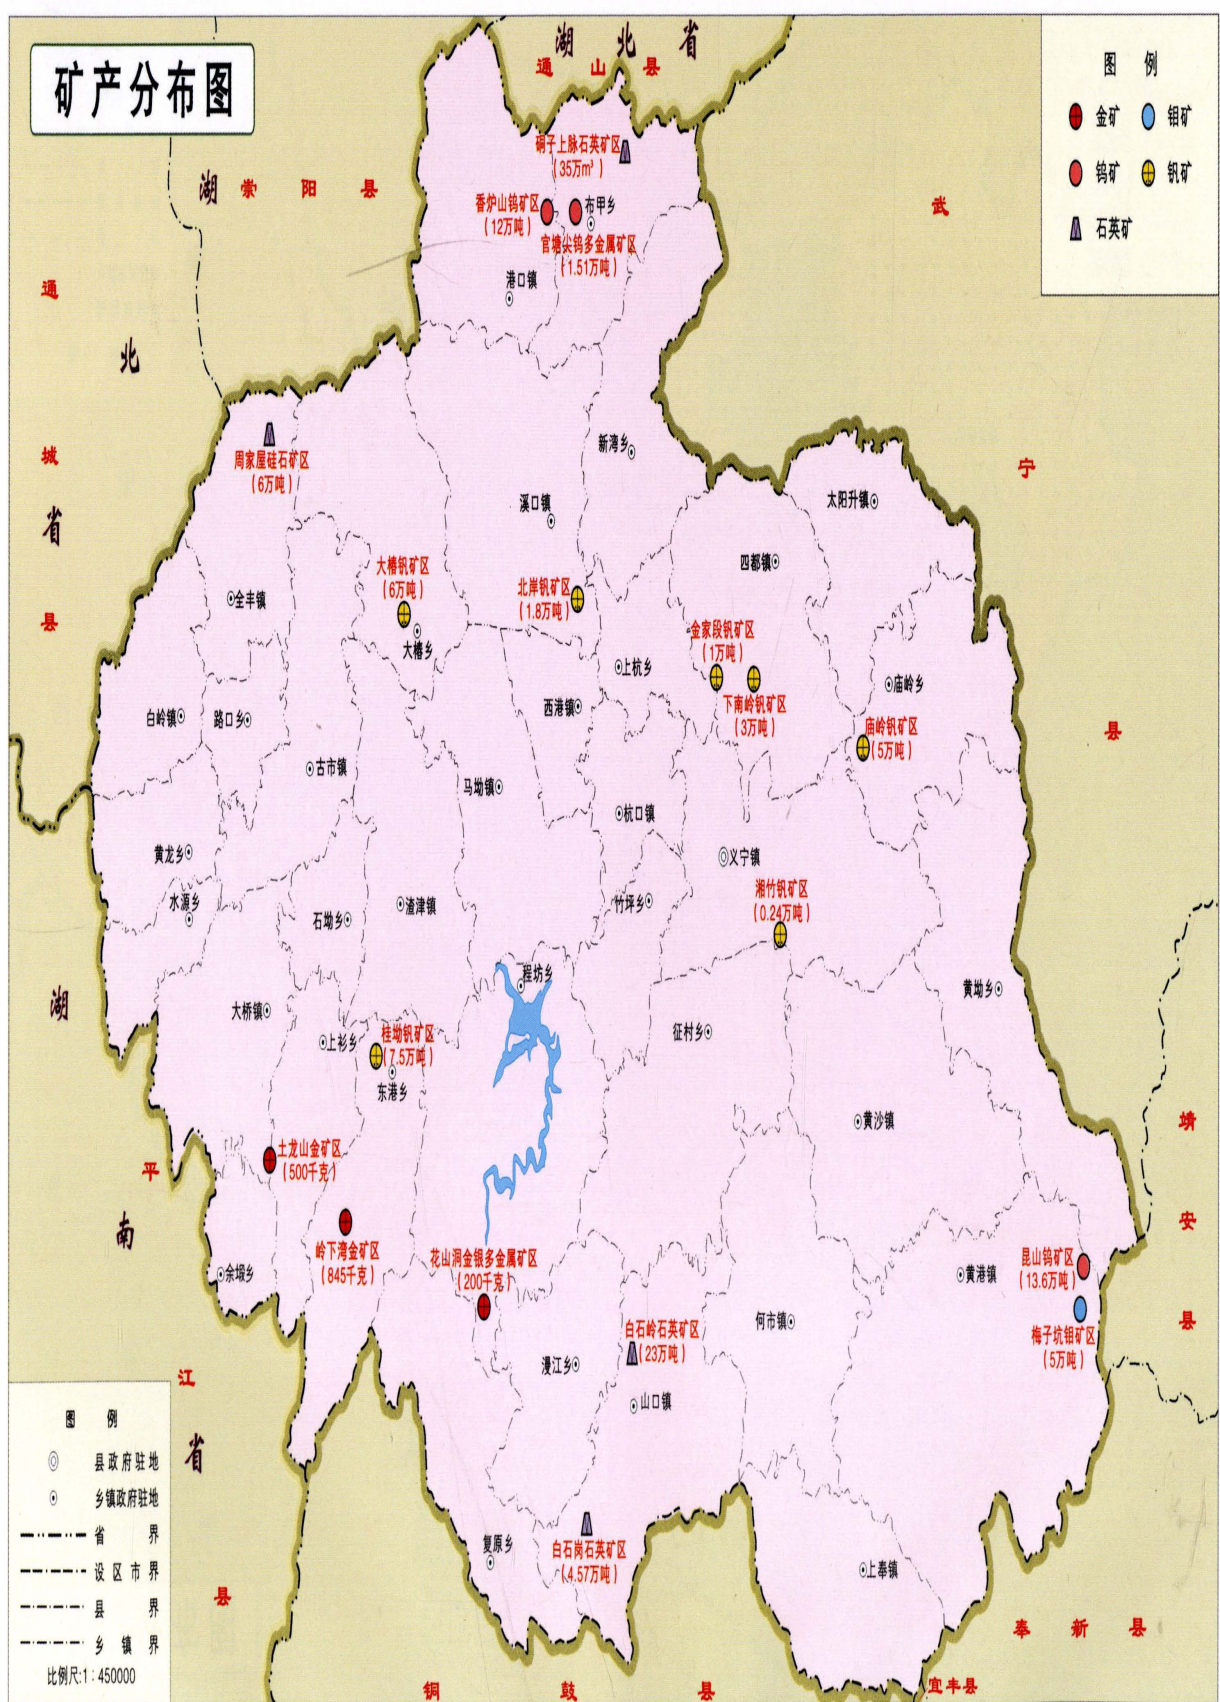 矿产分布图
湖北省
通山县
图 例
金矿
钼矿
钨矿
钒矿
石英矿
湖
北
省
崇阳县
通
城
县
武
宁
县
硐子上脉石英矿区
(35万m³)
香炉山钨矿区
(12万吨)
布甲乡
官塘尖钨多金属矿区
(1.51万吨)
港口镇
周家屋硅石矿区
(6万吨)
新湾乡
溪口镇
太阳升镇
四都镇
大椿钒矿区
(6万吨)
大椿乡
北岸钒矿区
(1.8万吨)
全丰镇
金家段钒矿区
(1万吨)
上杭乡
下南岭钒矿区
(3万吨)
庙岭乡
庙岭钒矿区
(5万吨)
白岭镇
路口乡
西港镇
古市镇
马坳镇
杭口镇
义宁镇
黄龙乡
水源乡
石坳乡
渣津镇
竹坪乡
湘竹钒矿区
(0.24万吨)
程坊乡
黄坳乡
大桥镇
上衫乡
桂坳钒矿区
(7.5万吨)
东港乡
征村乡
黄沙镇
湖
南
省
平
江
县
土龙山金矿区
(500千克)
岭下湾金矿区
(845千克)
余塅乡
花山洞金银多金属矿区
(200千克)
靖
安
县
昆山钨矿区
(13.6万吨)
黄港镇
梅子坑钼矿区
(5万吨)
何市镇
白石岭石英矿区
(23万吨)
漫江乡
山口镇
复原乡
白石岗石英矿区
(4.57万吨)
上奉镇
奉新县
宜丰县
铜鼓县
图 例
县政府驻地
乡镇政府驻地
省 界
设区市界
县 界
乡镇界
比例尺:1:450000